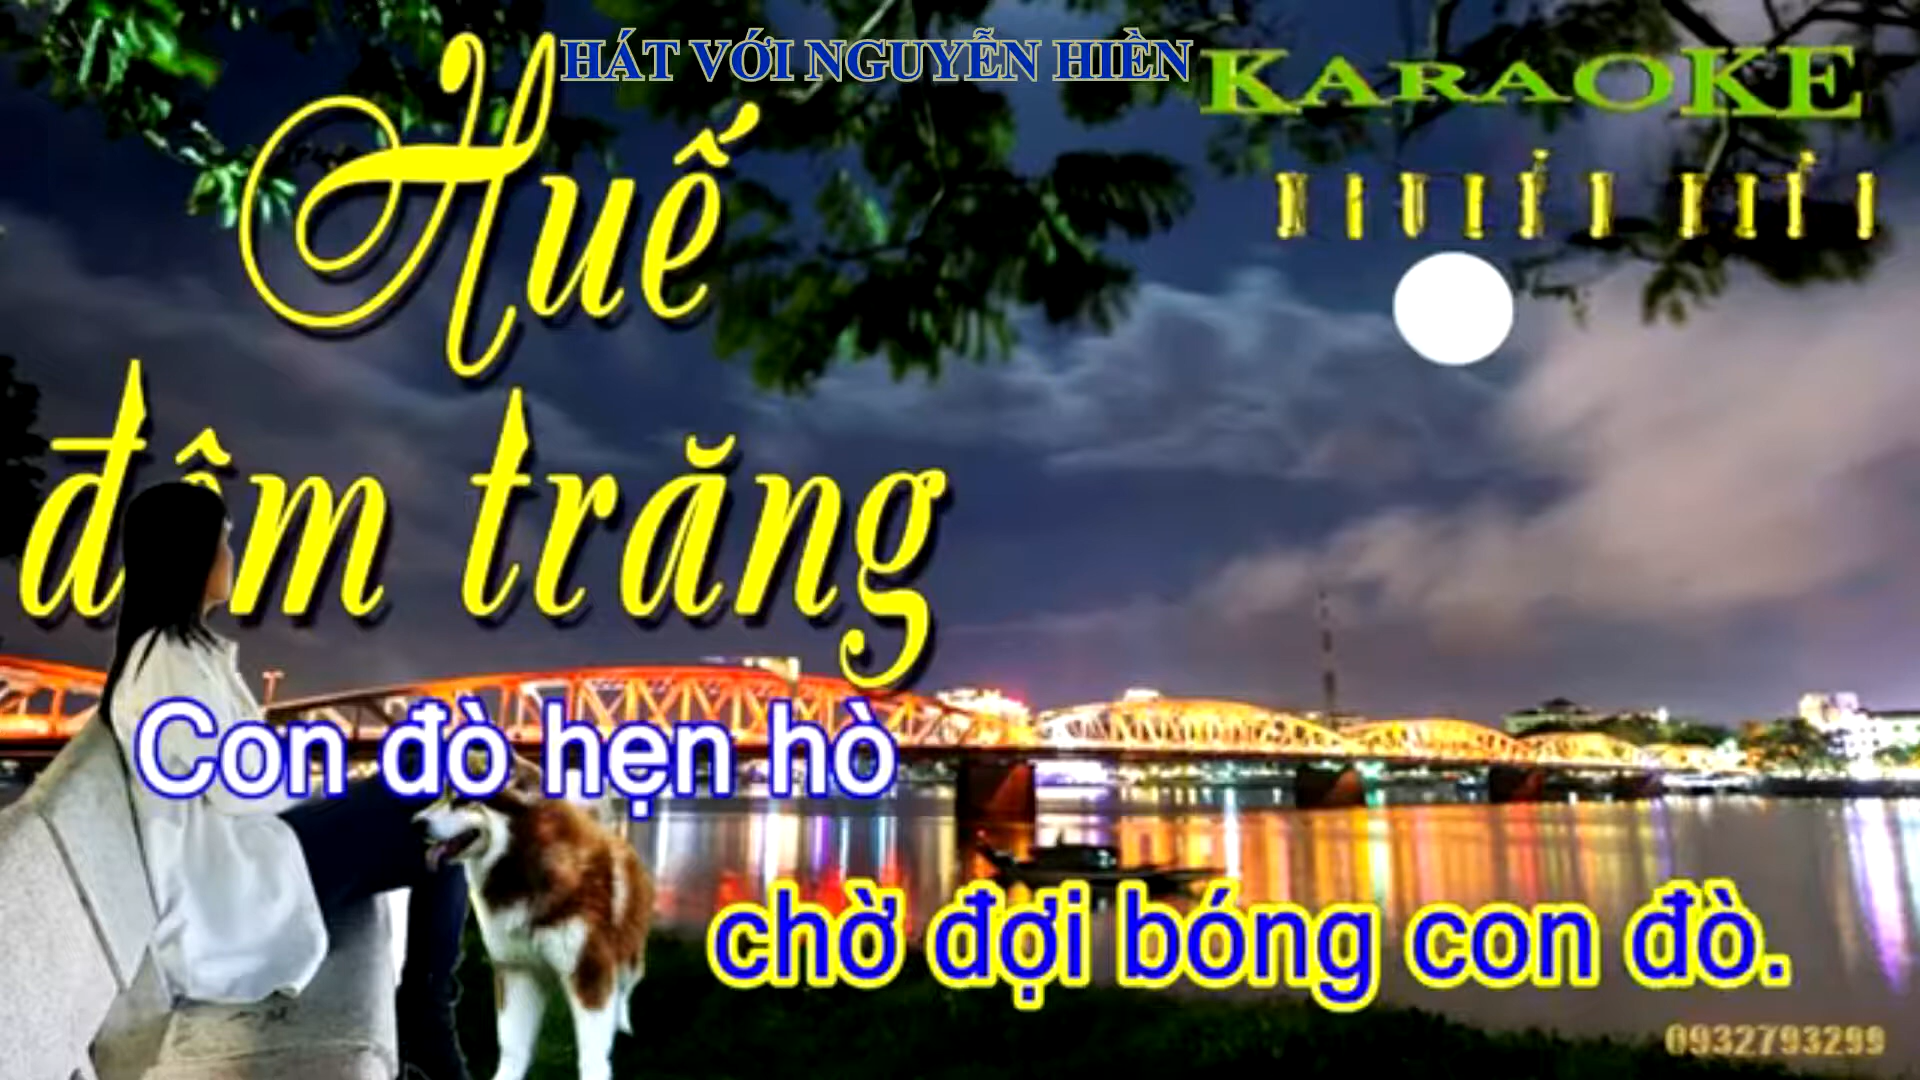 HÁT VỚI NGUYỄN HIỀN
KARAOKE
Huế
đêm trăng
Con đò hẹn hò
chờ đợi bóng con đò.
0932793299